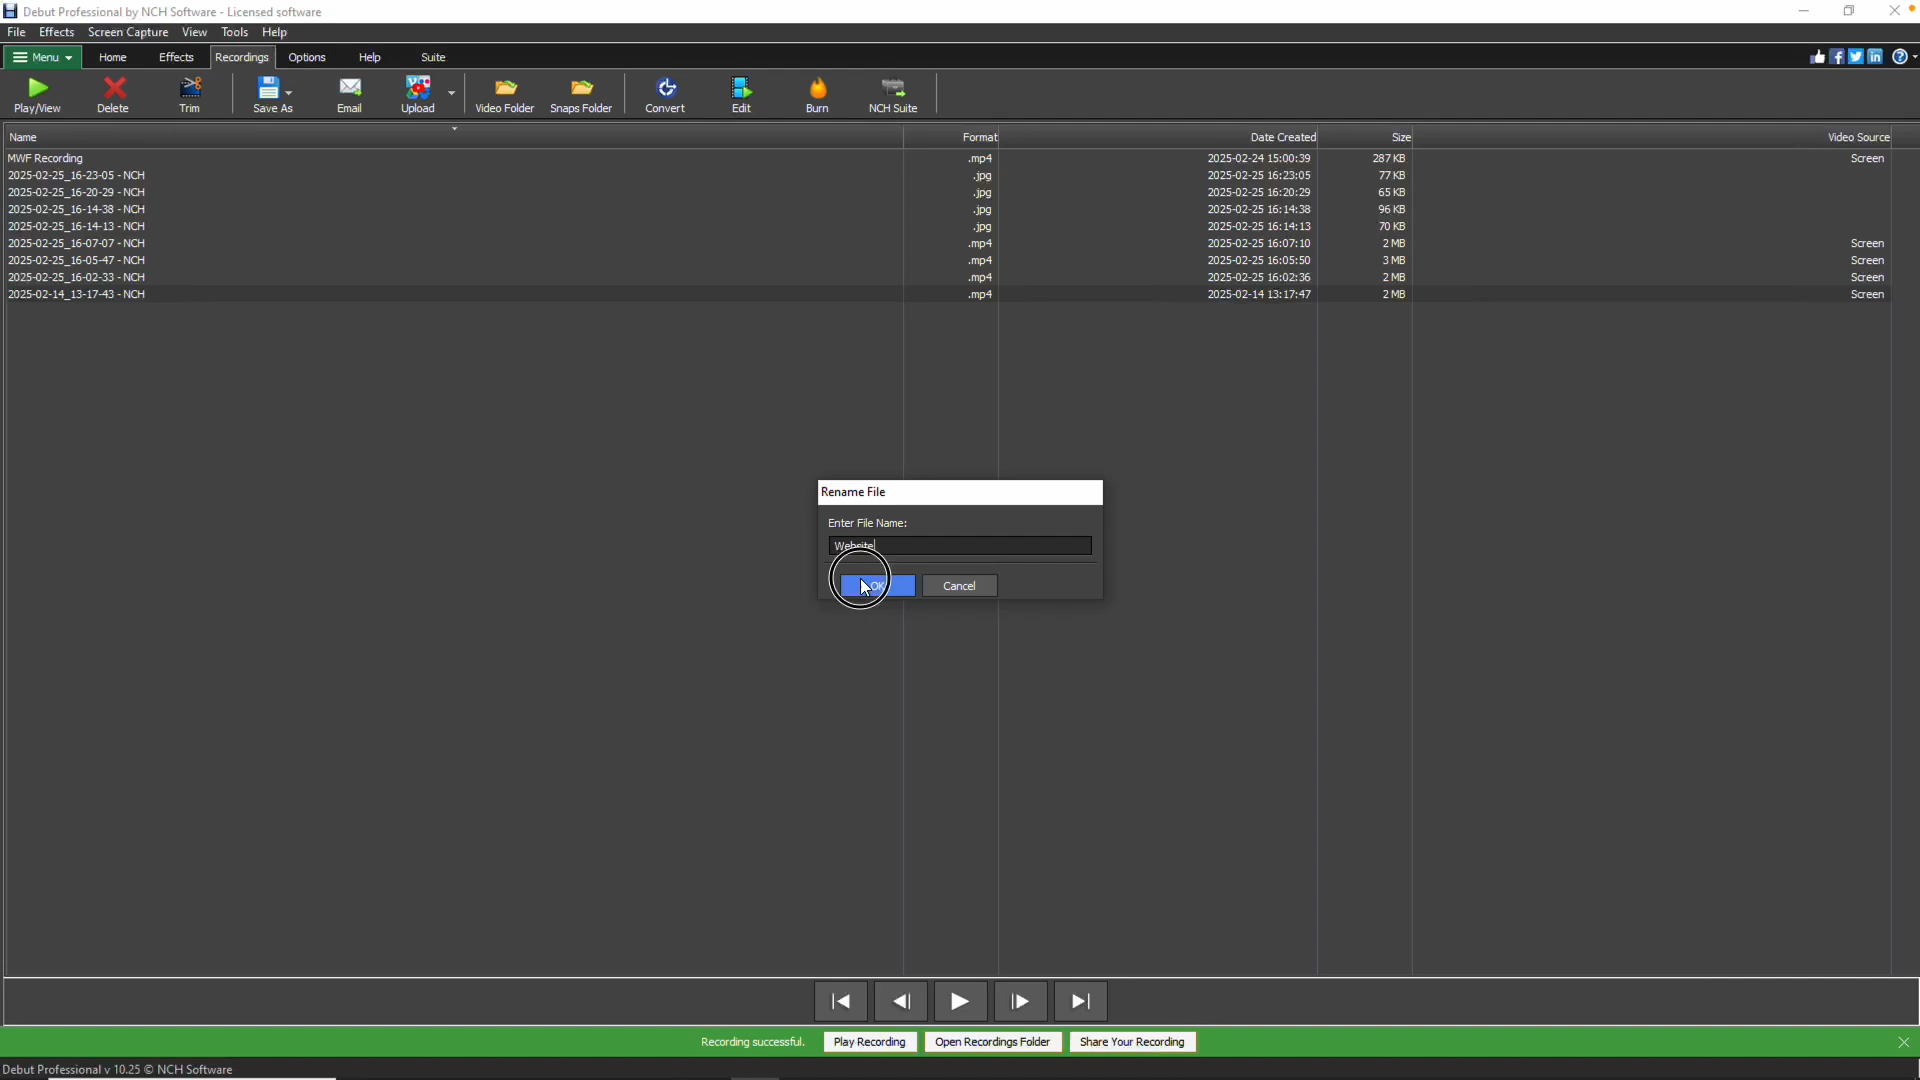 Debut Professional by NCH Software - Licensed software
File Effects Screen Capture View Tools Help
Menu Home Effects Recordings Options Help Suite
Play/View Delete Trim Save As Email Upload Video Folder Snaps Folder Convert Edit Burn NCH Suite
Name Format Date Created Size Video Source
MWF Recording .mp4 2025-02-24 15:00:39 287 KB Screen
2025-02-25_16-23-05 - NCH .jpg 2025-02-25 16:23:05 77 KB
2025-02-25_16-20-29 - NCH .jpg 2025-02-25 16:20:29 65 KB
2025-02-25_16-14-38 - NCH .jpg 2025-02-25 16:14:38 96 KB
2025-02-25_16-14-13 - NCH .jpg 2025-02-25 16:14:13 70 KB
2025-02-25_16-07-07 - NCH .mp4 2025-02-25 16:07:10 2 MB Screen
2025-02-25_16-05-47 - NCH .mp4 2025-02-25 16:05:50 3 MB Screen
2025-02-25_16-02-33 - NCH .mp4 2025-02-25 16:02:36 2 MB Screen
2025-02-14_13-17-43 - NCH .mp4 2025-02-14 13:17:47 2 MB Screen
Rename File
Enter File Name:
Website
OK Cancel
Recording successful. Play Recording Open Recordings Folder Share Your Recording
Debut Professional v 10.25 © NCH Software